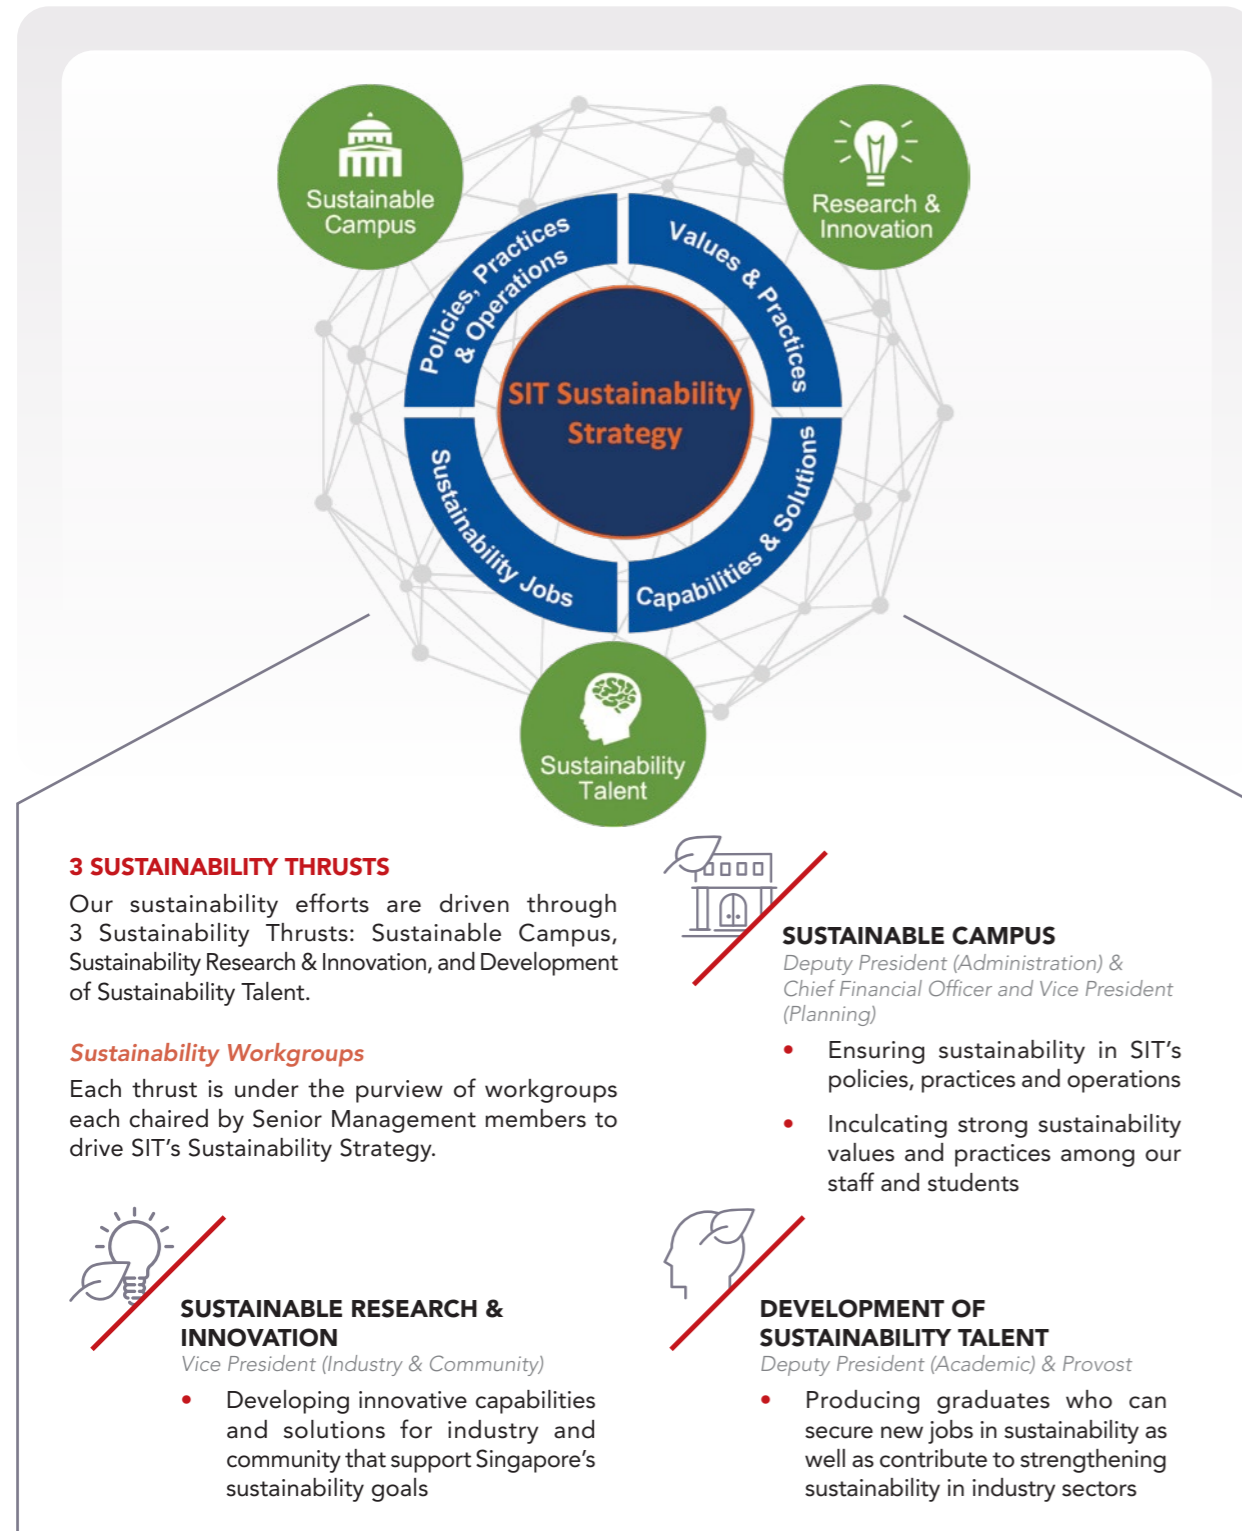 Sustainable
Campus
Research &
Innovation
Policies, Practices
& Operations
Values & Practices
SIT Sustainability
Strategy
Sustainability Jobs
Capabilities & Solutions
Sustainability
Talent
3 SUSTAINABILITY THRUSTS
Our sustainability efforts are driven through
3 Sustainability Thrusts: Sustainable Campus,
Sustainability Research & Innovation, and Development
of Sustainability Talent.
Sustainability Workgroups
Each thrust is under the purview of workgroups
each chaired by Senior Management members to
drive SIT's Sustainability Strategy.
SUSTAINABLE CAMPUS
Deputy President (Administration) &
Chief Financial Officer and Vice President
(Planning)
• Ensuring sustainability in SIT's
policies, practices and operations
• Inculcating strong sustainability
values and practices among our
staff and students
SUSTAINABLE RESEARCH &
INNOVATION
Vice President (Industry & Community)
• Developing innovative capabilities
and solutions for industry and
community that support Singapore's
sustainability goals
DEVELOPMENT OF
SUSTAINABILITY TALENT
Deputy President (Academic) & Provost
• Producing graduates who can
secure new jobs in sustainability as
well as contribute to strengthening
sustainability in industry sectors